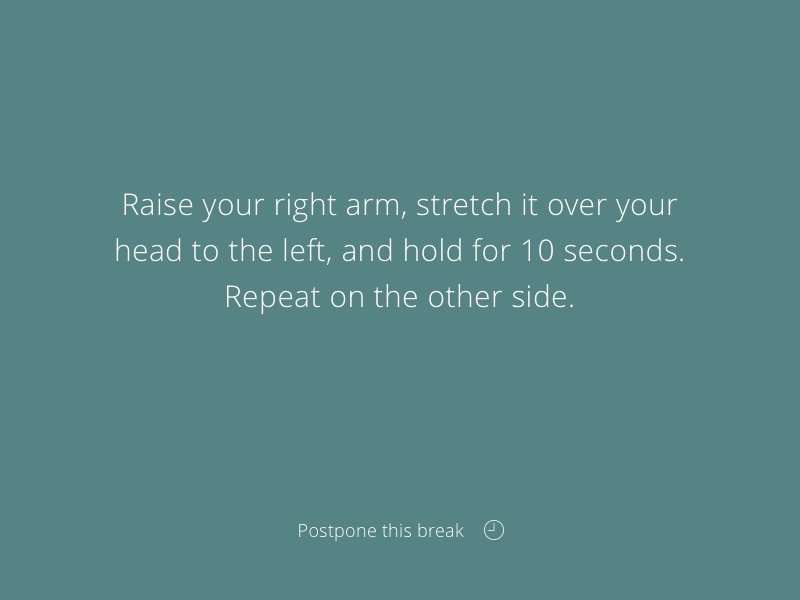 Raise your right arm, stretch it over your
head to the left, and hold for 10 seconds.
Repeat on the other side.
Postpone this break